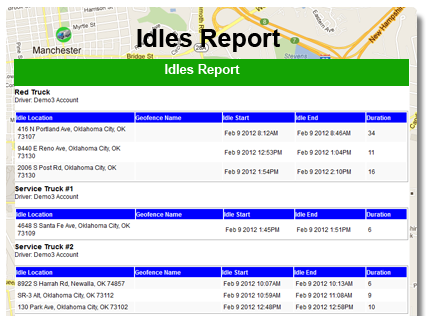 Harrison St
Myrtle St
Manchester
Bridge St
28A
Eastern Ave
New Hampshire
7
6
Stevens
Idles Report
Idles Report
Red Truck
Driver: Demo3 Account
Idle Location Geofence Name Idle Start Idle End Duration
416 N Portland Ave, Oklahoma City, OK 73107 Feb 9 2012 8:12AM Feb 9 2012 8:46AM 34
9440 E Reno Ave, Oklahoma City, OK 73130 Feb 9 2012 12:53PM Feb 9 2012 1:04PM 11
2006 S Post Rd, Oklahoma City, OK 73130 Feb 9 2012 1:54PM Feb 9 2012 2:10PM 16
Service Truck #1
Driver: Demo3 Account
Idle Location Geofence Name Idle Start Idle End Duration
4648 S Santa Fe Ave, Oklahoma City, OK 73109 Feb 9 2012 1:45PM Feb 9 2012 1:51PM 6
Service Truck #2
Driver: Demo3 Account
Idle Location Geofence Name Idle Start Idle End Duration
8922 S Harrah Rd, Newalla, OK 74857 Feb 9 2012 10:07AM Feb 9 2012 10:13AM 6
SR-3 Alt, Oklahoma City, OK 73112 Feb 9 2012 10:59AM Feb 9 2012 11:08AM 9
130 Park Ave, Oklahoma City, OK 73102 Feb 9 2012 12:48PM Feb 9 2012 12:58PM 10